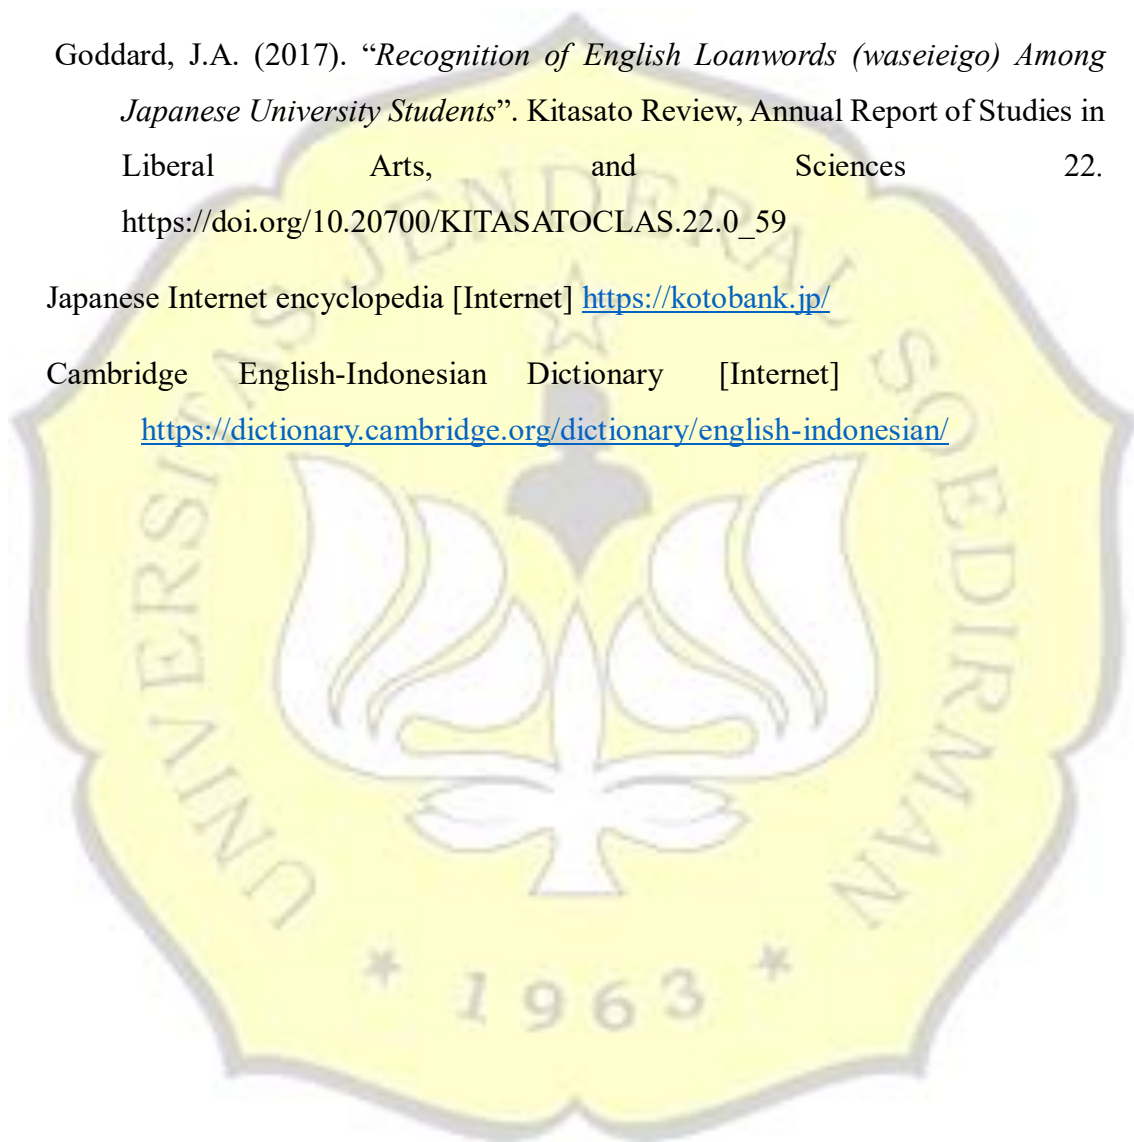 Goddard, J.A. (2017). “Recognition of English Loanwords (waseieigo) Among
Japanese University Students”. Kitasato Review, Annual Report of Studies in
Liberal Arts, and Sciences 22.
https://doi.org/10.20700/KITASATOCLAS.22.0_59
Japanese Internet encyclopedia [Internet] https://kotobank.jp/
Cambridge English-Indonesian Dictionary [Internet]
https://dictionary.cambridge.org/dictionary/english-indonesian/
UNIVERSITAS JENDERAL SOEDIRMAN
* 1963 *